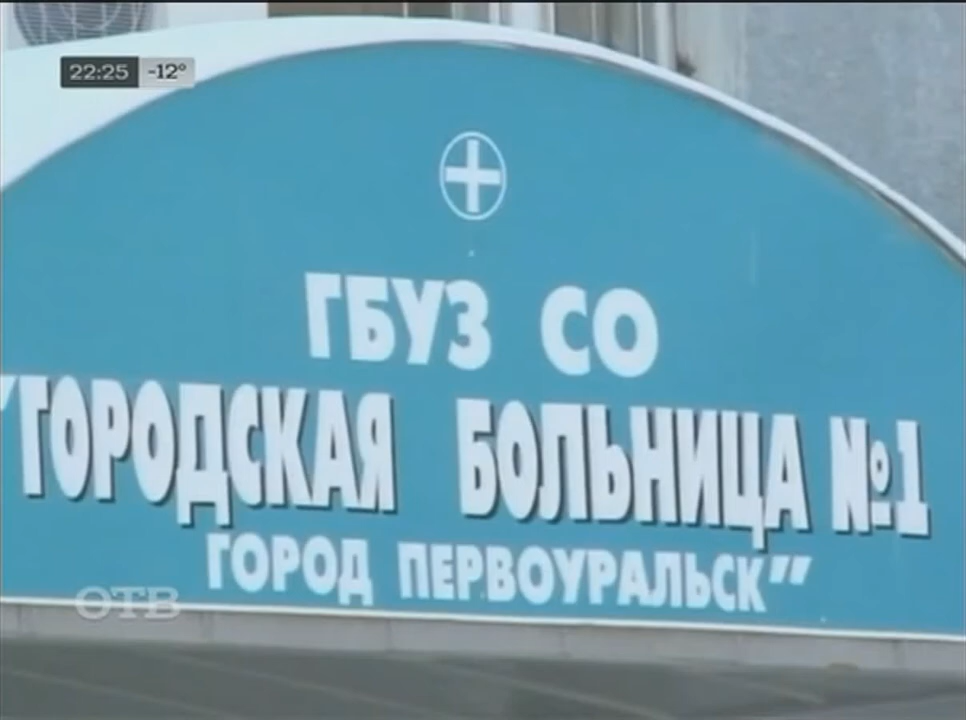 22:25 -12°
ГБУЗ СО
"ГОРОДСКАЯ БОЛЬНИЦА №1
ГОРОД ПЕРВОУРАЛЬСК"
ОТВ